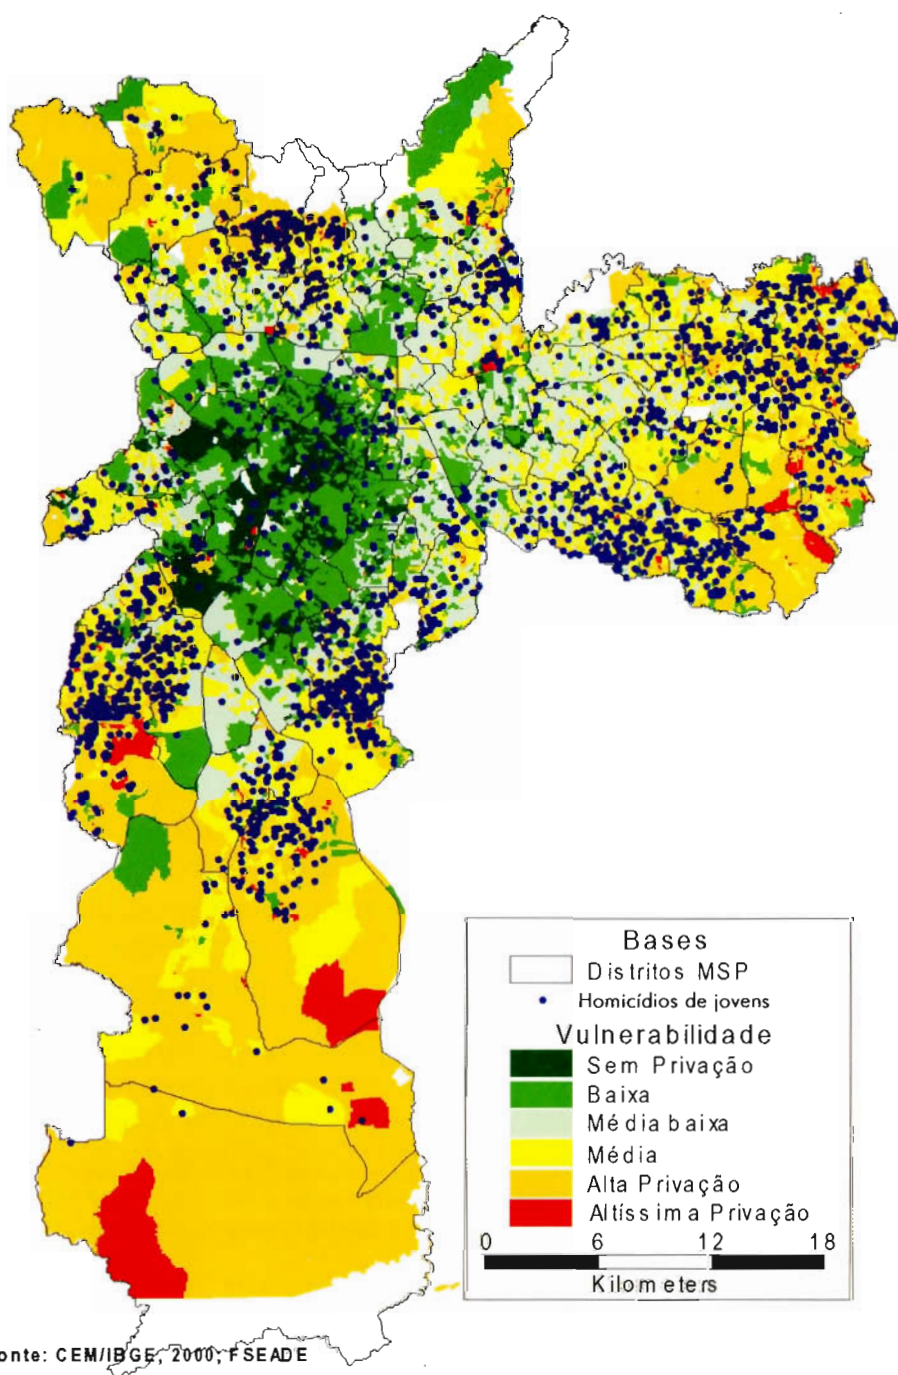 Bases
Distritos MSP
Homicídios de jovens
Vulnerabilidade
Sem Privação
Baixa
Média baixa
Média
Alta Privação
Altíssima Privação
0 6 12 18
Kilometers
onte: CEM/IBGE, 2000; FSEADE